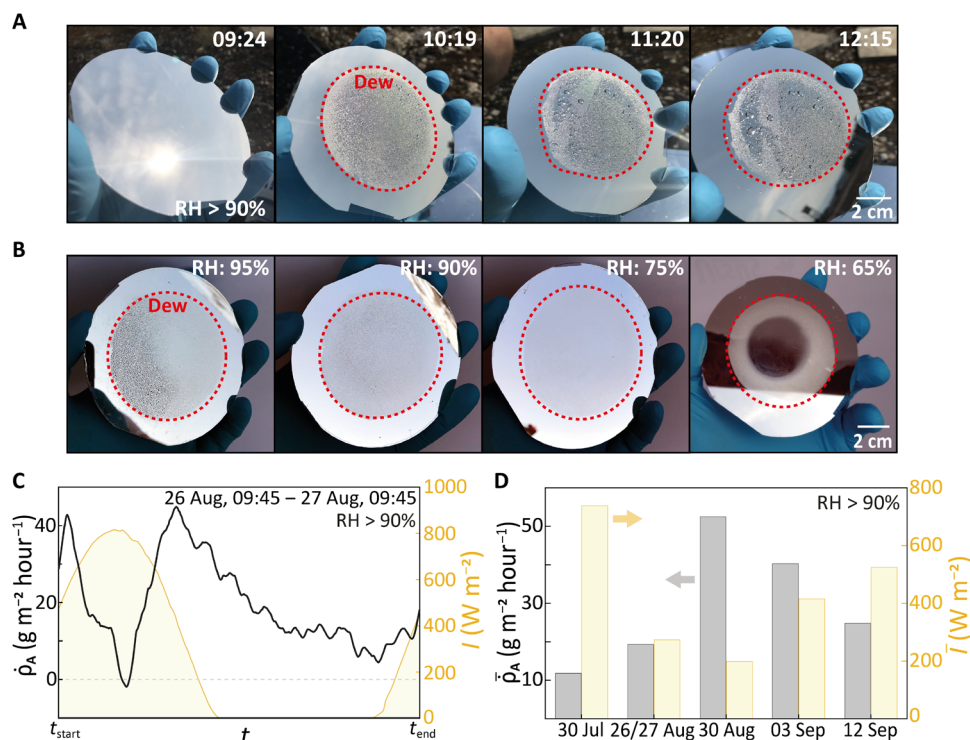 A
09:24
10:19
11:20
12:15
Dew
RH > 90%
2 cm
B
RH: 95%
RH: 90%
RH: 75%
RH: 65%
Dew
2 cm
C
26 Aug, 09:45 – 27 Aug, 09:45
RH > 90%
ρ̇A (g m⁻² hour⁻¹)
40
20
0
I (W m⁻²)
1000
800
600
400
200
0
tstart
t
tend
D
RH > 90%
ρ̇̄A (g m⁻² hour⁻¹)
50
30
10
Ī (W m⁻²)
800
600
400
200
0
30 Jul
26/27 Aug
30 Aug
03 Sep
12 Sep